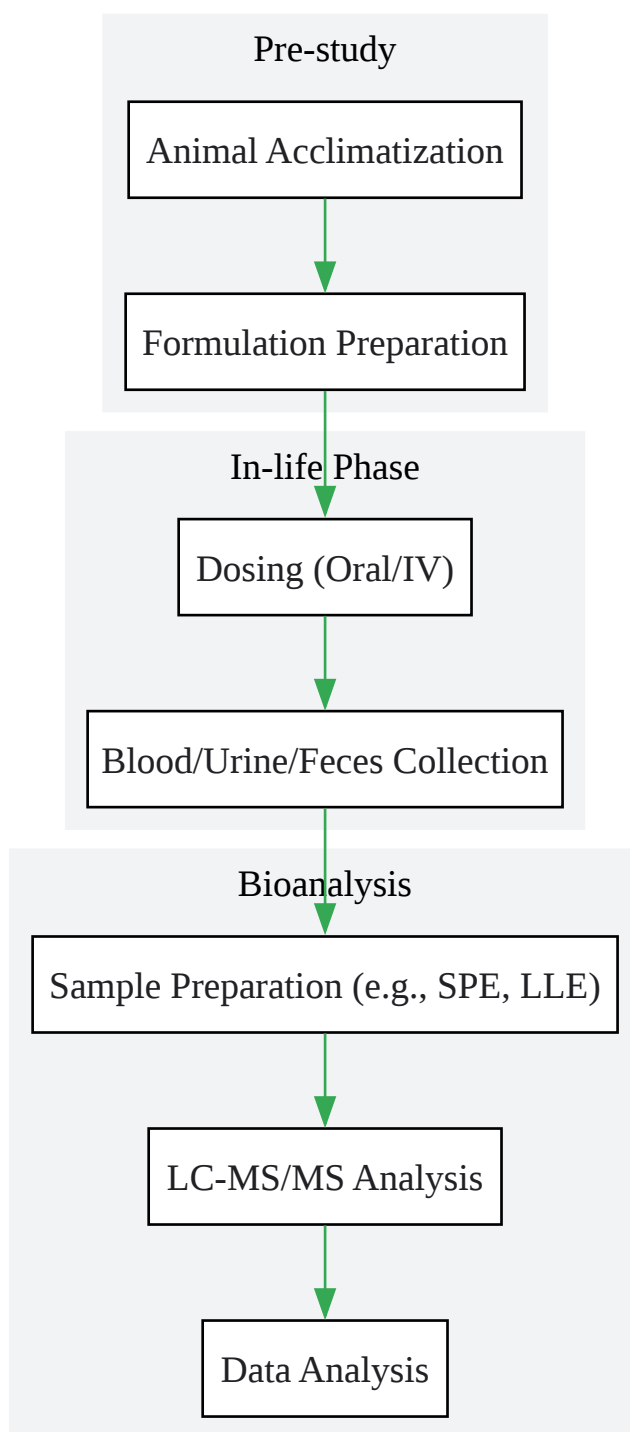 Pre-study
Animal Acclimatization
Formulation Preparation
In-life Phase
Dosing (Oral/IV)
Blood/Urine/Feces Collection
Bioanalysis
Sample Preparation (e.g., SPE, LLE)
LC-MS/MS Analysis
Data Analysis